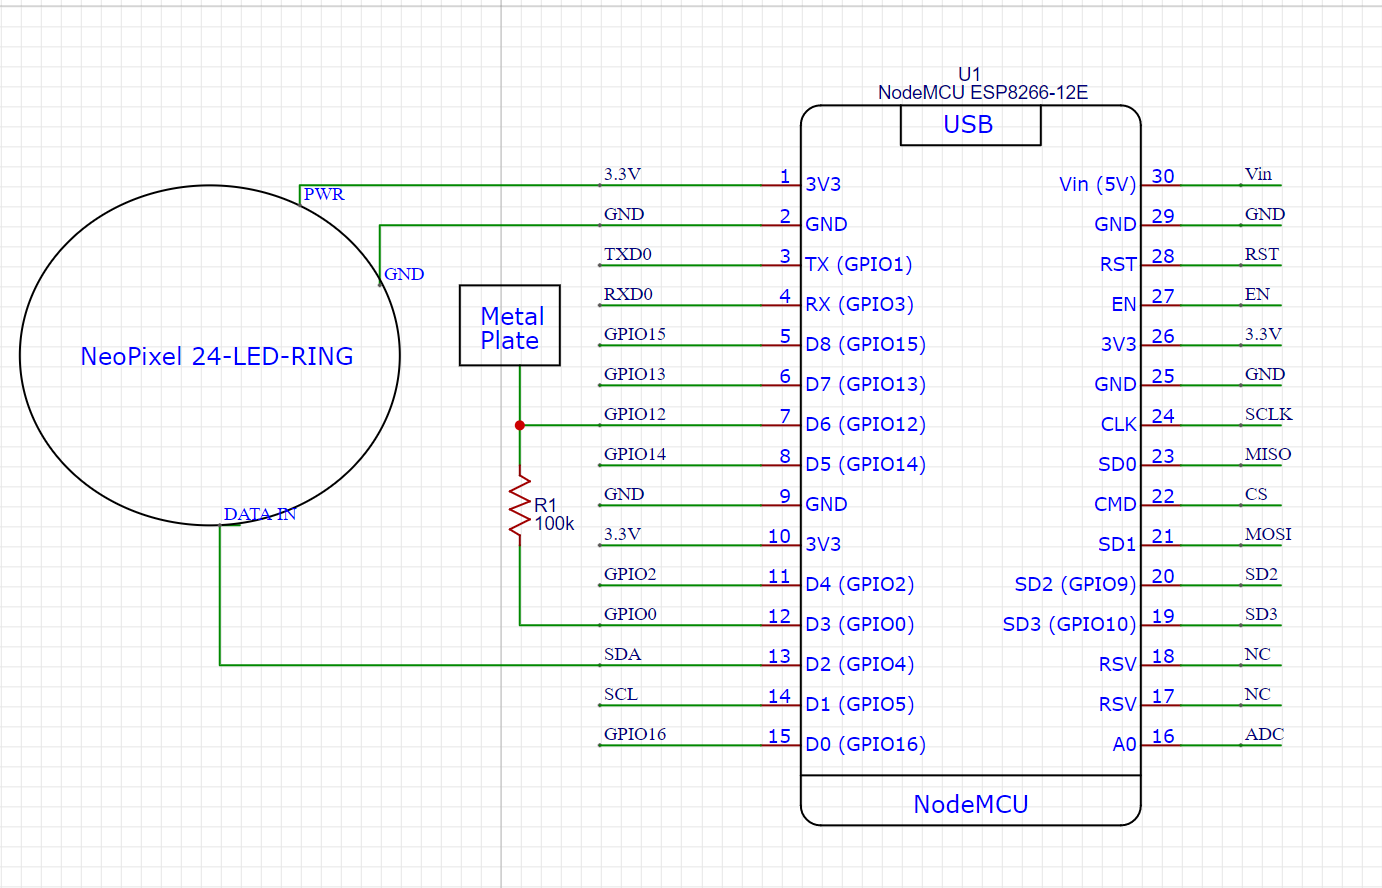 U1
NodeMCU ESP8266-12E
USB
3.3V 1 3V3 Vin (5V) 30 Vin
PWR
GND 2 GND GND 29 GND
TXD0 3 TX (GPIO1) RST 28 RST
GND
RXD0 4 RX (GPIO3) EN 27 EN
Metal
Plate
GPIO15 5 D8 (GPIO15) 3V3 26 3.3V
NeoPixel 24-LED-RING
GPIO13 6 D7 (GPIO13) GND 25 GND
GPIO12 7 D6 (GPIO12) CLK 24 SCLK
GPIO14 8 D5 (GPIO14) SD0 23 MISO
GND 9 GND CMD 22 CS
R1
100k
DATA IN
3.3V 10 3V3 SD1 21 MOSI
GPIO2 11 D4 (GPIO2) SD2 (GPIO9) 20 SD2
GPIO0 12 D3 (GPIO0) SD3 (GPIO10) 19 SD3
SDA 13 D2 (GPIO4) RSV 18 NC
SCL 14 D1 (GPIO5) RSV 17 NC
GPIO16 15 D0 (GPIO16) A0 16 ADC
NodeMCU